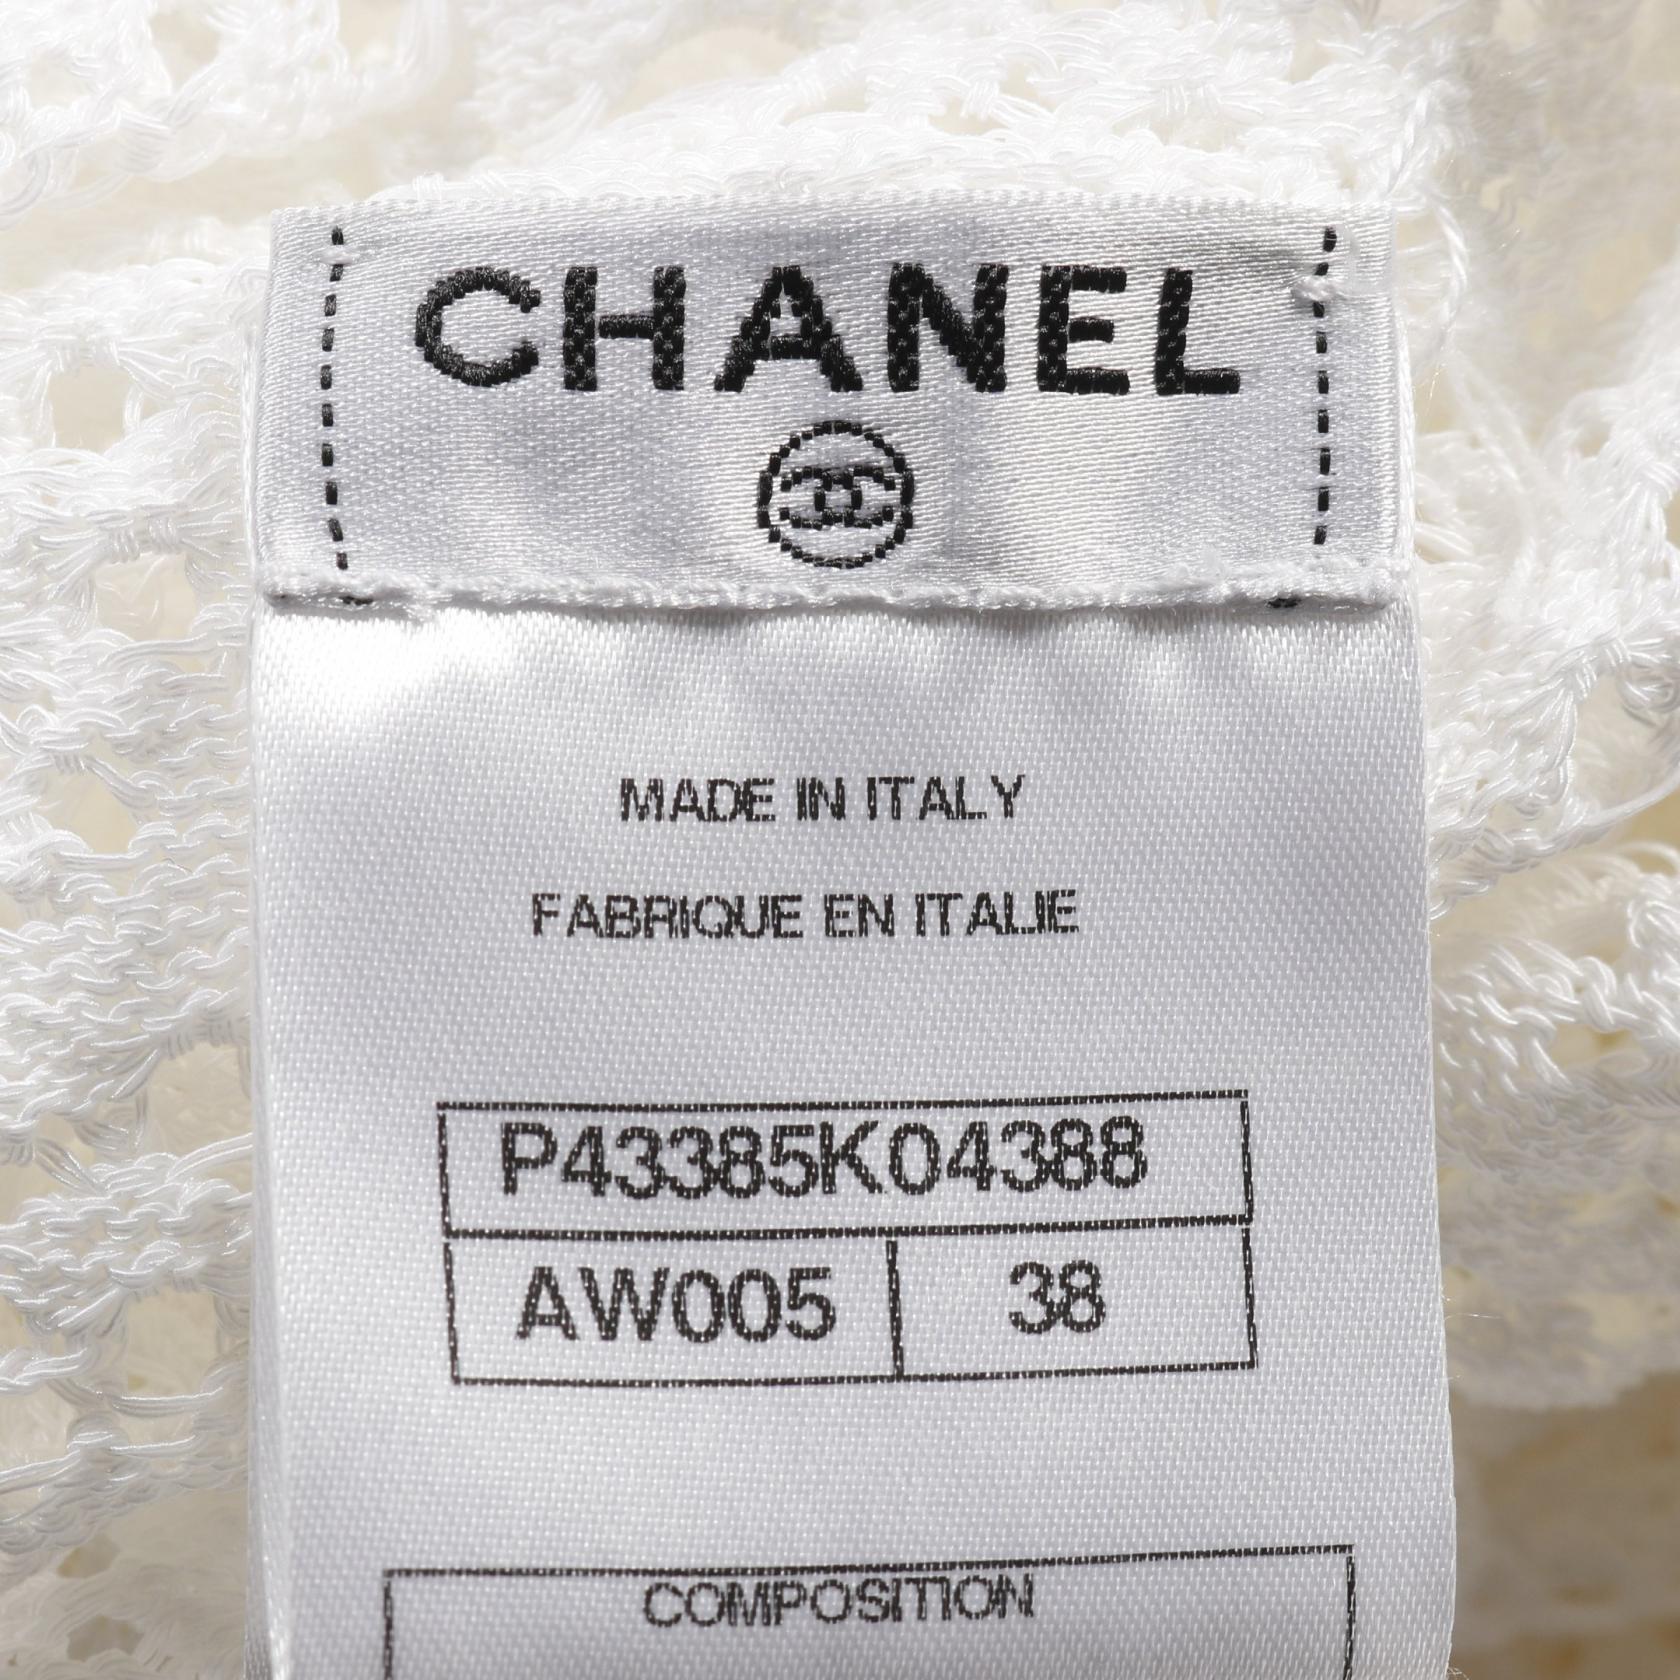 CHANEL
MADE IN ITALY
FABRIQUE EN ITALIE
P43385K04388
AW005 38
COMPOSITION